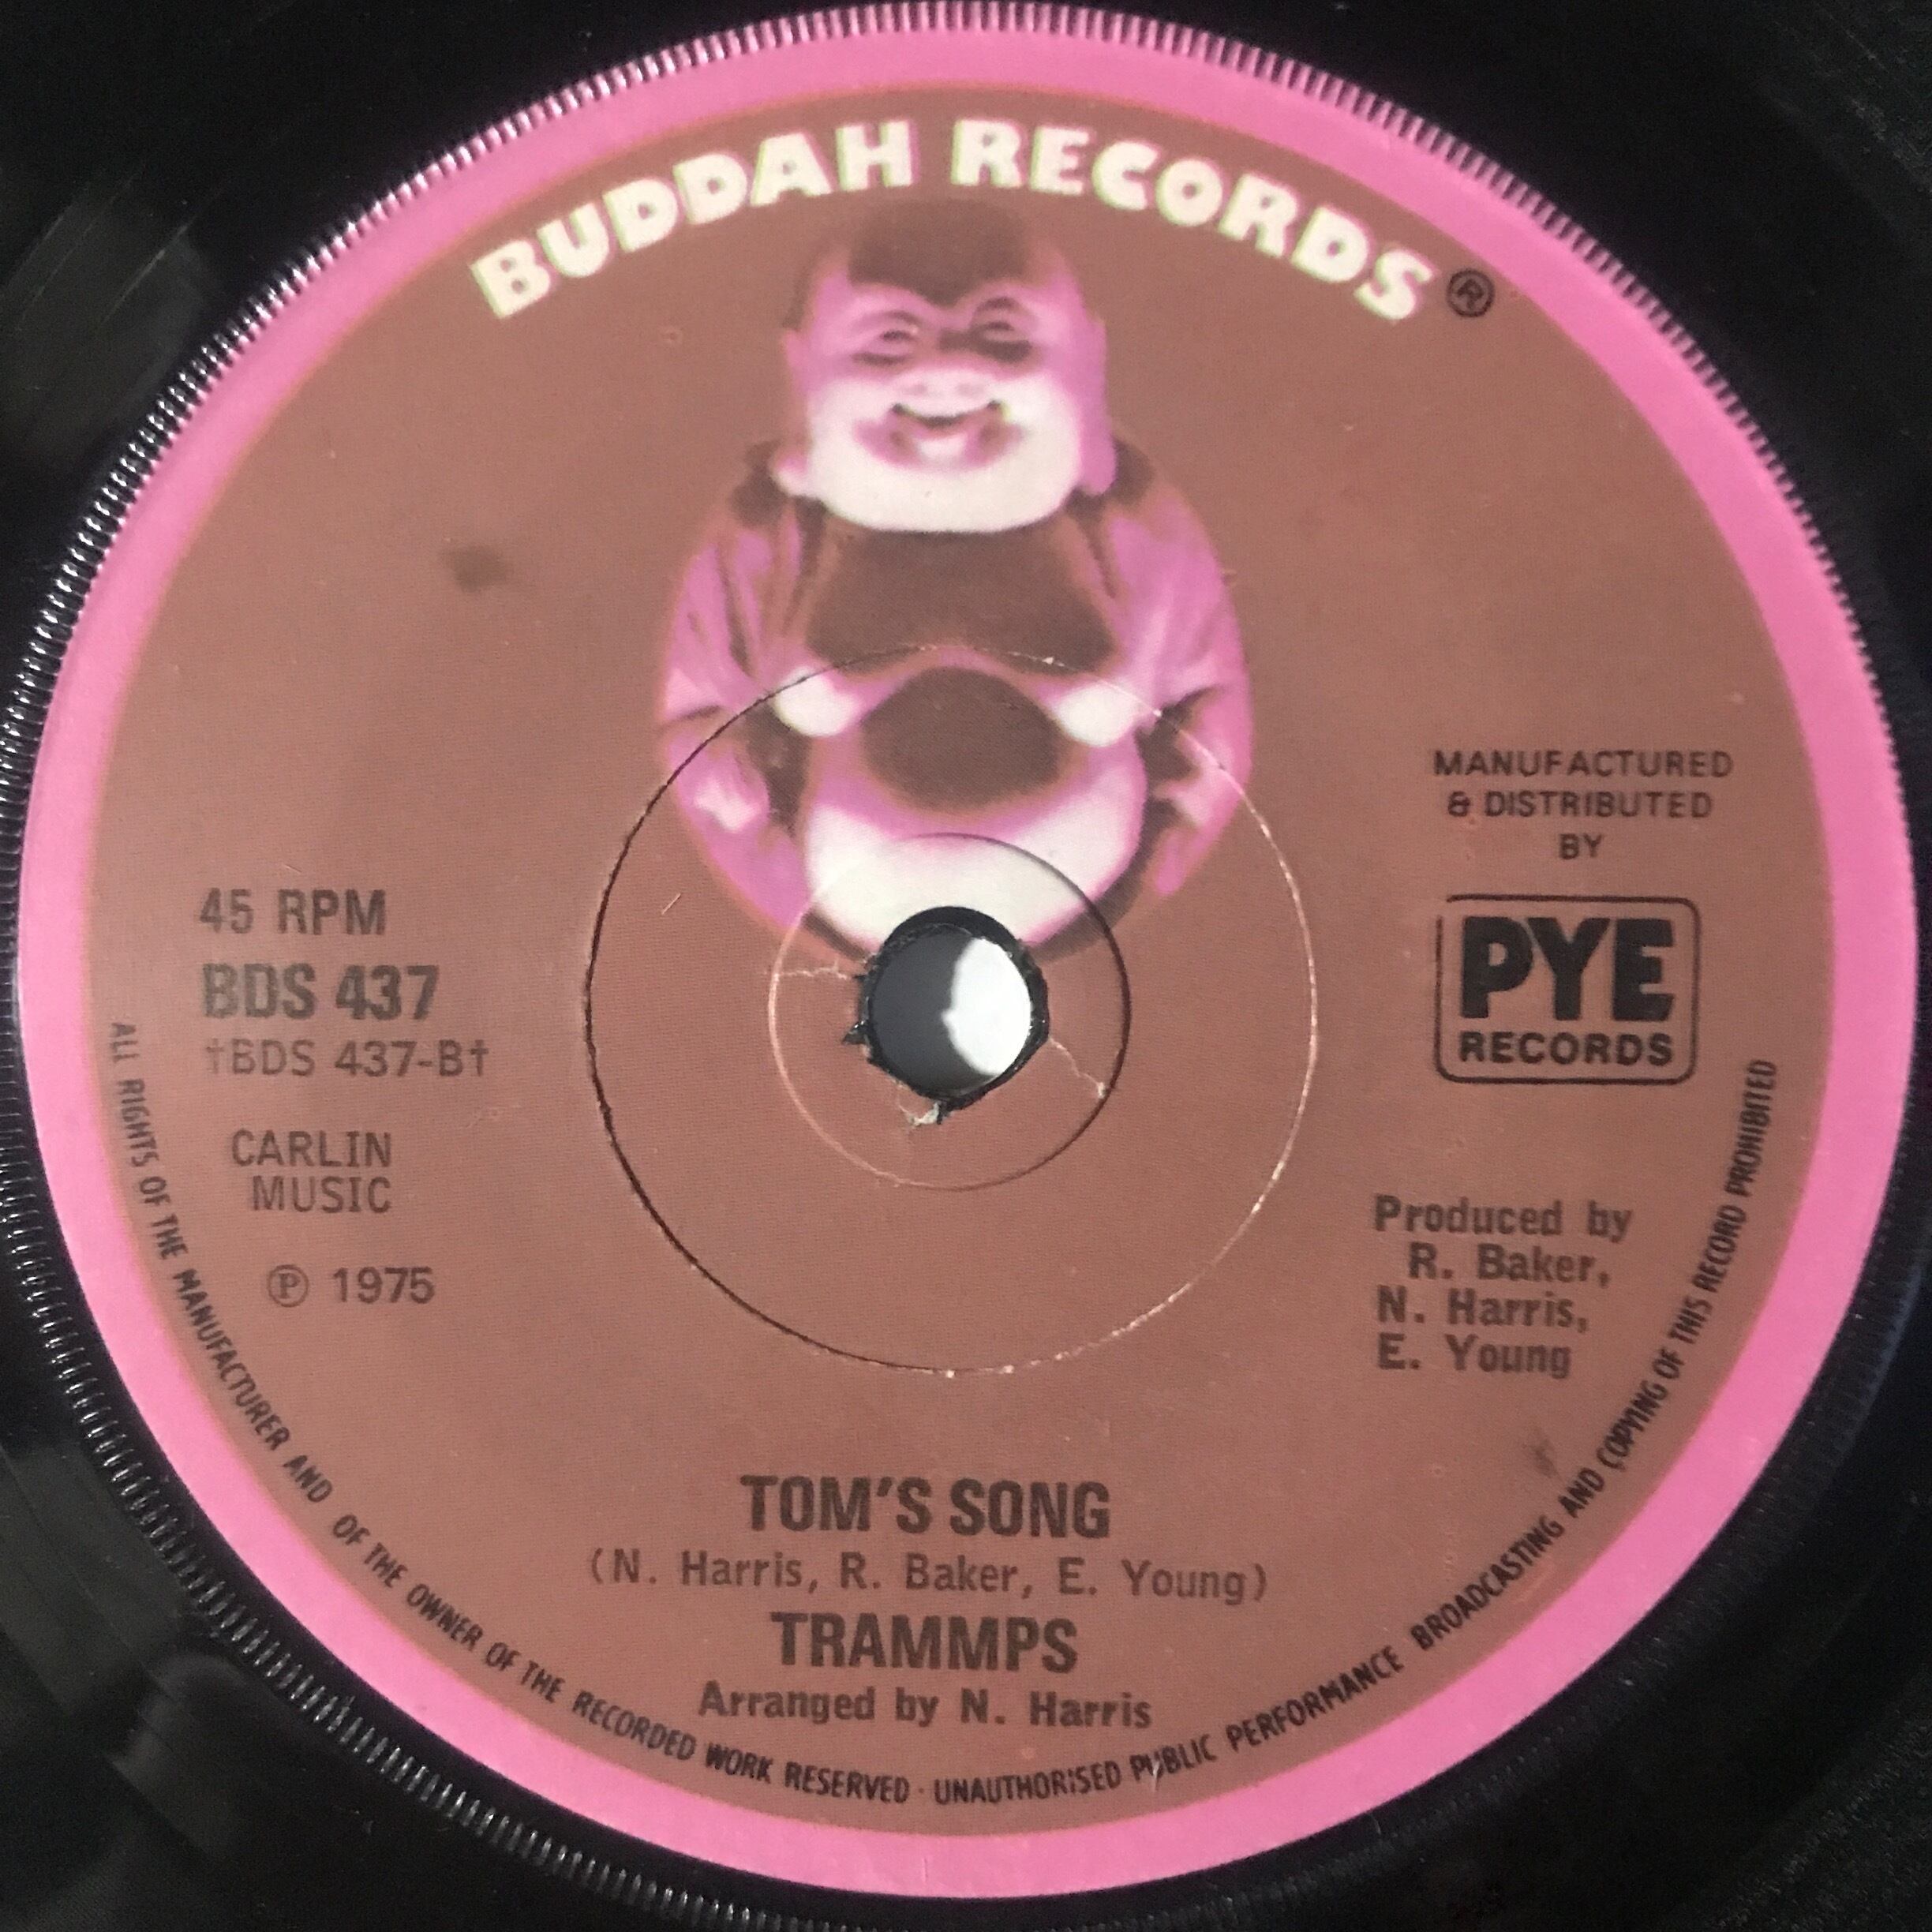 BUDDAH RECORDS®
MANUFACTURED
& DISTRIBUTED
BY
PYE
RECORDS
45 RPM
BDS 437
†BDS 437-B†
CARLIN
MUSIC
℗ 1975
Produced by
R. Baker,
N. Harris,
E. Young
TOM'S SONG
(N. Harris, R. Baker, E. Young)
TRAMMPS
Arranged by N. Harris
ALL RIGHTS OF THE MANUFACTURER AND OF THE OWNER OF THE RECORDED WORK RESERVED · UNAUTHORISED PUBLIC PERFORMANCE BROADCASTING AND COPYING OF THIS RECORD PROHIBITED